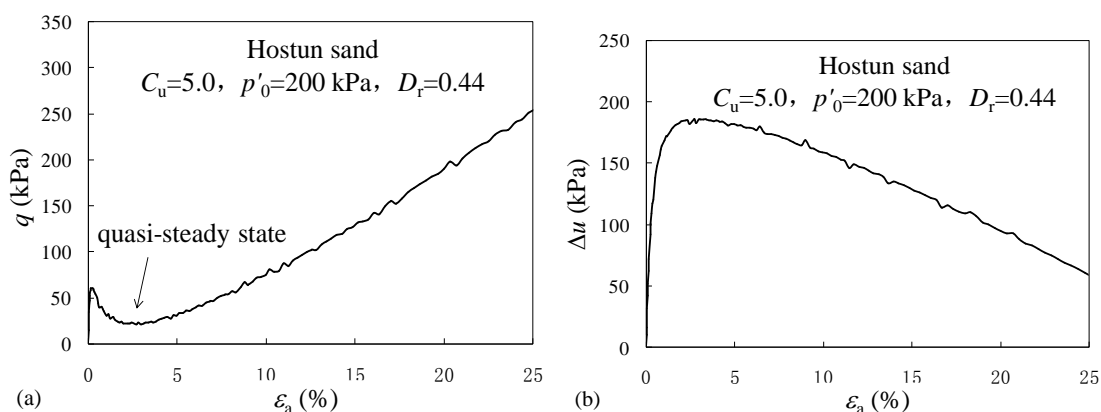 350
300
250
200
150
100
50
0
q (kPa)
Hostun sand
Cu=5.0，p′0=200 kPa，Dr=0.44
quasi-steady state
0 5 10 15 20 25
(a)
εa (%)
250
200
150
100
50
0
Δu (kPa)
Hostun sand
Cu=5.0，p′0=200 kPa，Dr=0.44
0 5 10 15 20 25
(b)
εa (%)